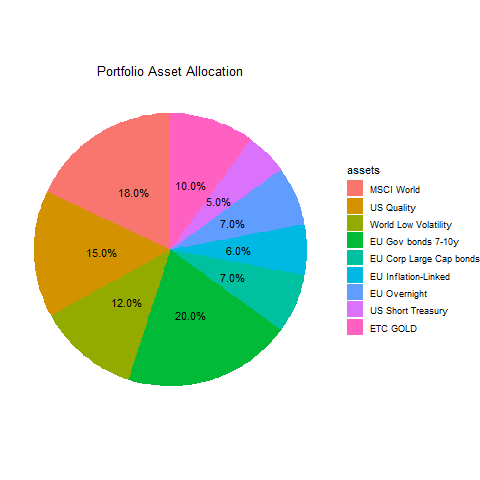 Portfolio Asset Allocation
10.0%
5.0%
18.0%
7.0%
15.0%
6.0%
7.0%
12.0%
20.0%
assets
MSCI World
US Quality
World Low Volatility
EU Gov bonds 7-10y
EU Corp Large Cap bonds
EU Inflation-Linked
EU Overnight
US Short Treasury
ETC GOLD